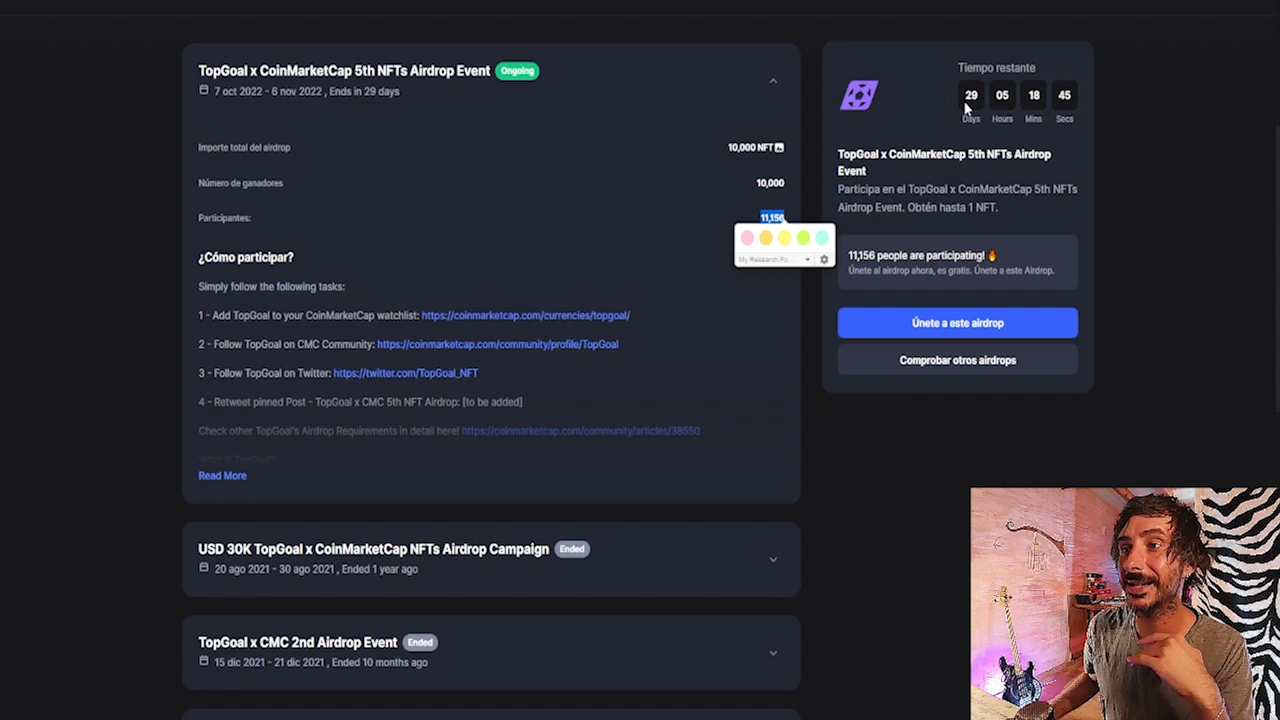 TopGoal x CoinMarketCap 5th NFTs Airdrop Event Ongoing
7 oct 2022 - 6 nov 2022 , Ends in 29 days
Importe total del airdrop 10,000 NFT
Número de ganadores 10,000
Participantes: 11,156
My Research Fo...
¿Cómo participar?
Simply follow the following tasks:
1 - Add TopGoal to your CoinMarketCap watchlist: https://coinmarketcap.com/currencies/topgoal/
2 - Follow TopGoal on CMC Community: https://coinmarketcap.com/community/profile/TopGoal
3 - Follow TopGoal on Twitter: https://twitter.com/TopGoal_NFT
4 - Retweet pinned Post - TopGoal x CMC 5th NFT Airdrop: [to be added]
Check other TopGoal's Airdrop Requirements in detail here! https://coinmarketcap.com/community/articles/38550
What is TopGoal?
Read More
USD 30K TopGoal x CoinMarketCap NFTs Airdrop Campaign Ended
20 ago 2021 - 30 ago 2021 , Ended 1 year ago
TopGoal x CMC 2nd Airdrop Event Ended
15 dic 2021 - 21 dic 2021 , Ended 10 months ago
Tiempo restante
29 05 18 45
Days Hours Mins Secs
TopGoal x CoinMarketCap 5th NFTs Airdrop
Event
Participa en el TopGoal x CoinMarketCap 5th NFTs
Airdrop Event. Obtén hasta 1 NFT.
11,156 people are participating! 🔥
Únete al airdrop ahora, es gratis. Únete a este Airdrop.
Únete a este airdrop
Comprobar otros airdrops